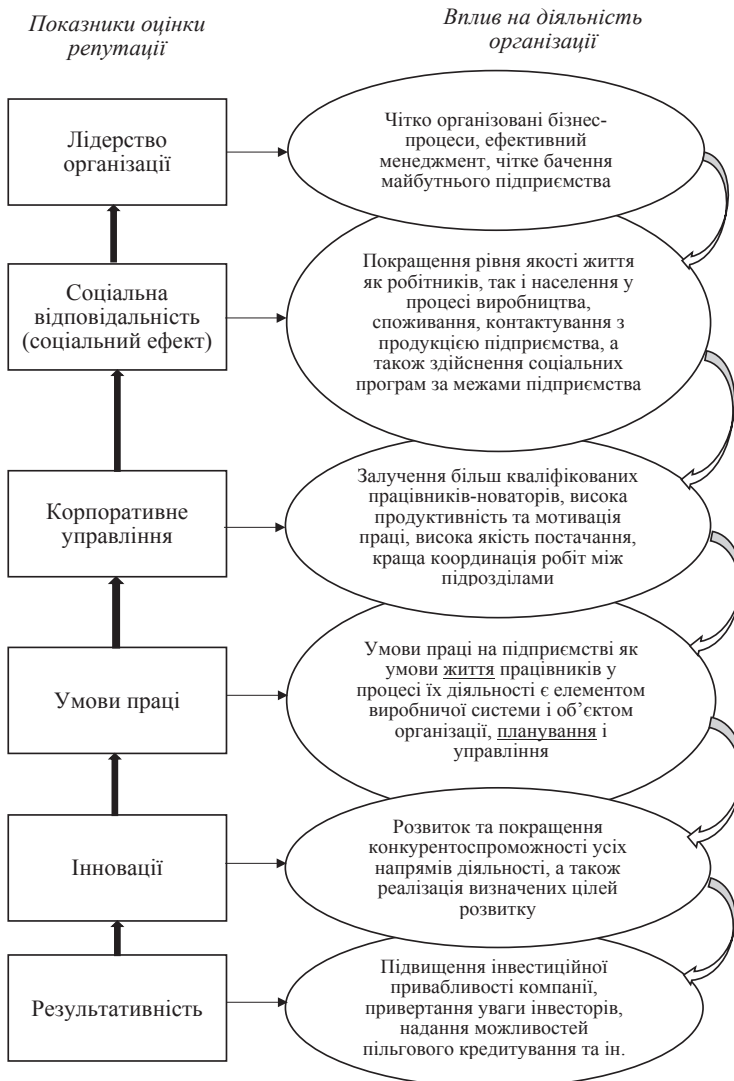 Показники оцінки
репутації
Вплив на діяльність
організації
Лідерство
організації
Чітко організовані бізнес-
процеси, ефективний
менеджмент, чітке бачення
майбутнього підприємства
Соціальна
відповідальність
(соціальний ефект)
Покращення рівня якості життя
як робітників, так і населення у
процесі виробництва,
споживання, контактування з
продукцією підприємства, а
також здійснення соціальних
програм за межами підприємства
Корпоративне
управління
Залучення більш кваліфікованих
працівників-новаторів, висока
продуктивність та мотивація
праці, висока якість постачання,
краща координація робіт між
підрозділами
Умови праці
Умови праці на підприємстві як
умови життя працівників у
процесі їх діяльності є елементом
виробничої системи і об’єктом
організації, планування і
управління
Інновації
Розвиток та покращення
конкурентоспроможності усіх
напрямів діяльності, а також
реалізація визначених цілей
розвитку
Результативність
Підвищення інвестиційної
привабливості компанії,
привертання уваги інвесторів,
надання можливостей
пільгового кредитування та ін.